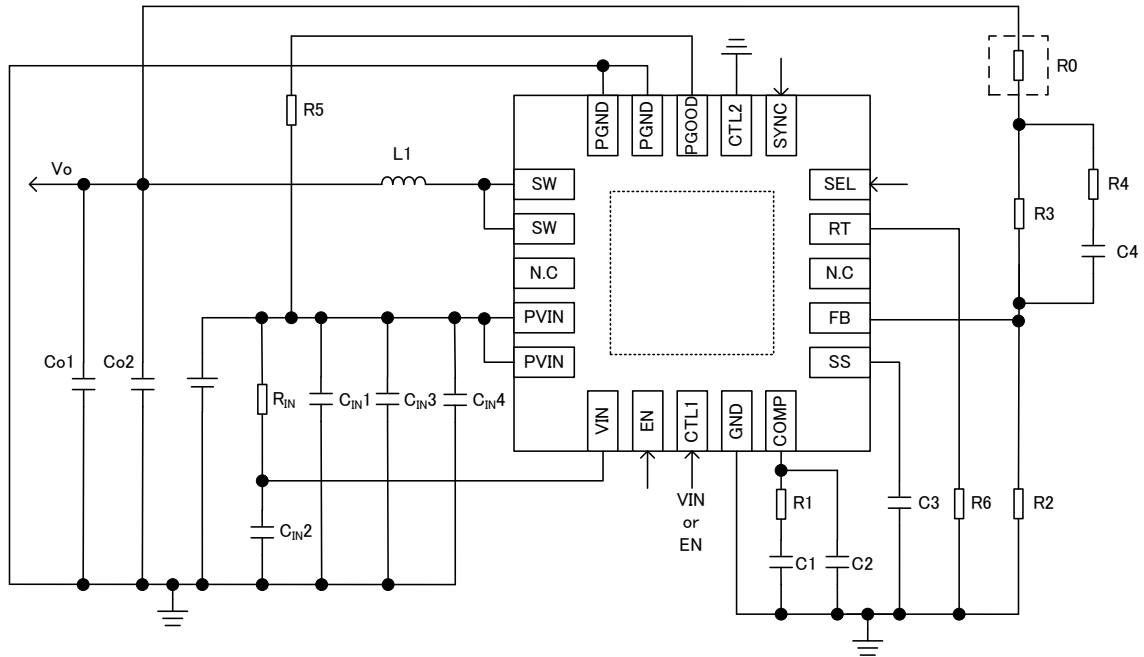 R0
R5
PGND
PGND
PGOOD
CTL2
SYNC
L1
Vo
SW
SEL
R4
SW
RT
R3
C4
N.C
N.C
PVIN
FB
PVIN
SS
Co1
Co2
RIN
CIN1
CIN3
CIN4
VIN
EN
CTL1
GND
COMP
VIN
or
EN
R1
C3
R6
R2
CIN2
C1
C2